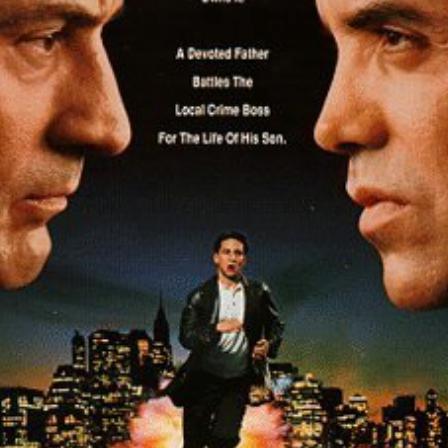 A Devoted Father
Battles The
Local Crime Boss
For The Life Of His Son.